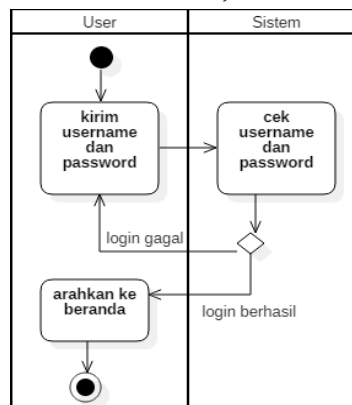 User
Sistem
kirim
username
dan
password
cek
username
dan
password
login gagal
arahkan ke
beranda
login berhasil